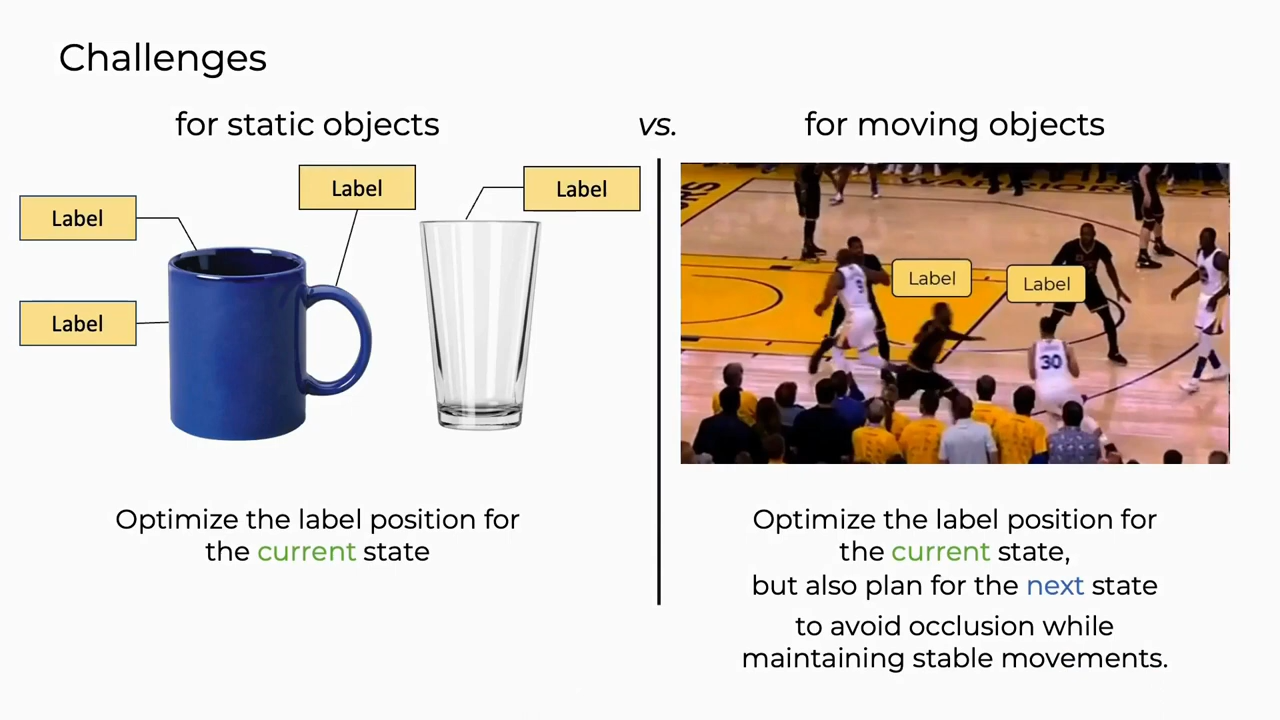 Challenges
for static objects
vs.
for moving objects
Label
Label
Label
Label
Label
Label
WARRIORS
30
Optimize the label position for
the current state
Optimize the label position for
the current state,
but also plan for the next state
to avoid occlusion while
maintaining stable movements.